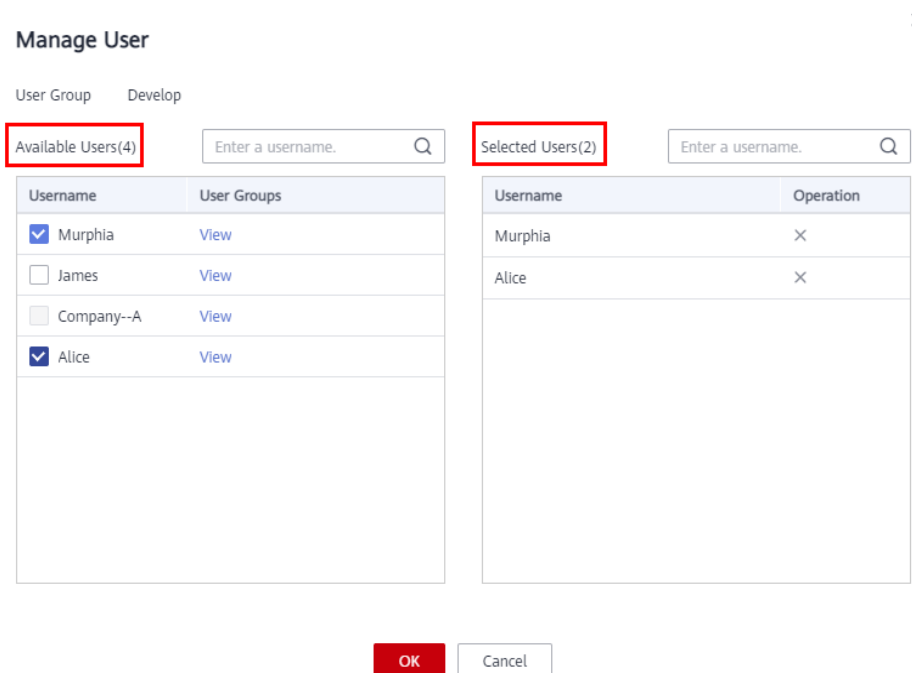 Manage User
User Group Develop
Available Users(4) Enter a username.
Selected Users(2) Enter a username.
Username User Groups
Murphia View
James View
Company--A View
Alice View
Username Operation
Murphia
Alice
OK Cancel